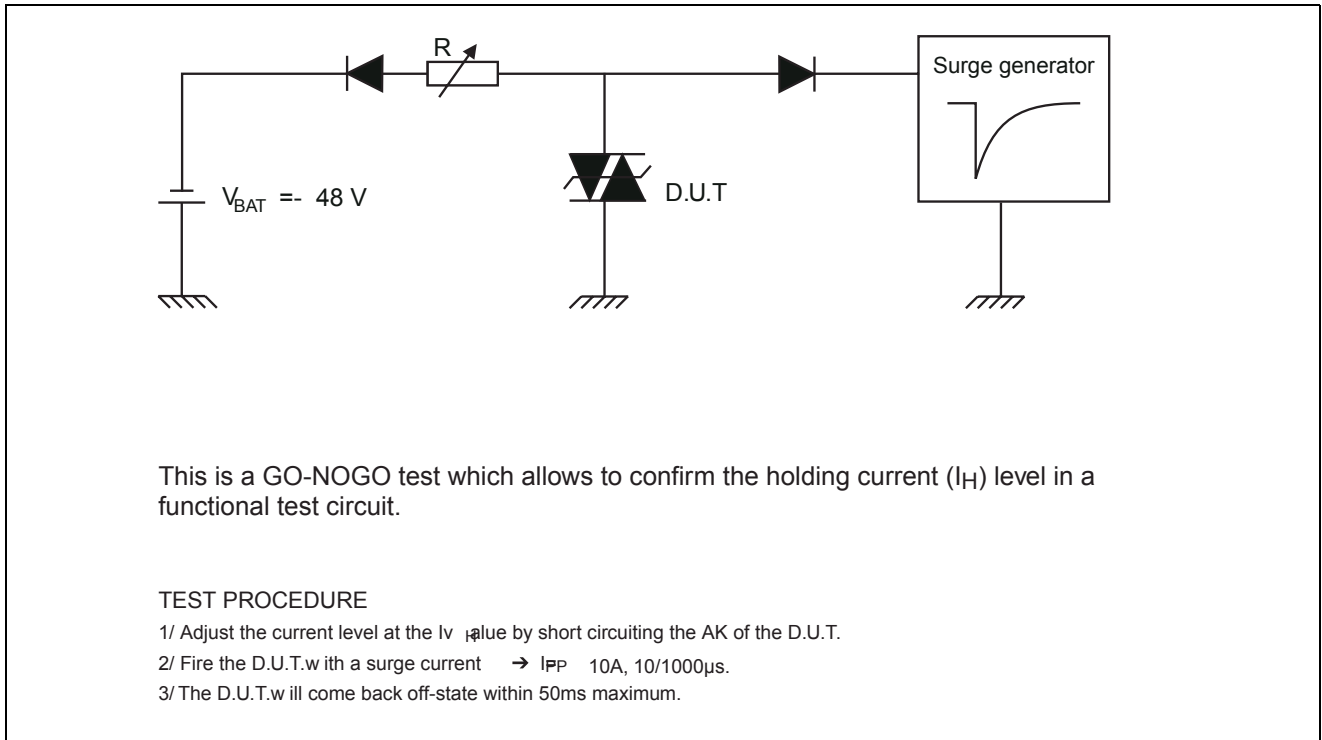 R
Surge generator
V_BAT =- 48 V
D.U.T
This is a GO-NOGO test which allows to confirm the holding current (I_H) level in a
functional test circuit.
TEST PROCEDURE
1/ Adjust the current level at the Iv Halue by short circuiting the AK of the D.U.T.
2/ Fire the D.U.T.w ith a surge current ➔ I_PP 10A, 10/1000µs.
3/ The D.U.T.w ill come back off-state within 50ms maximum.